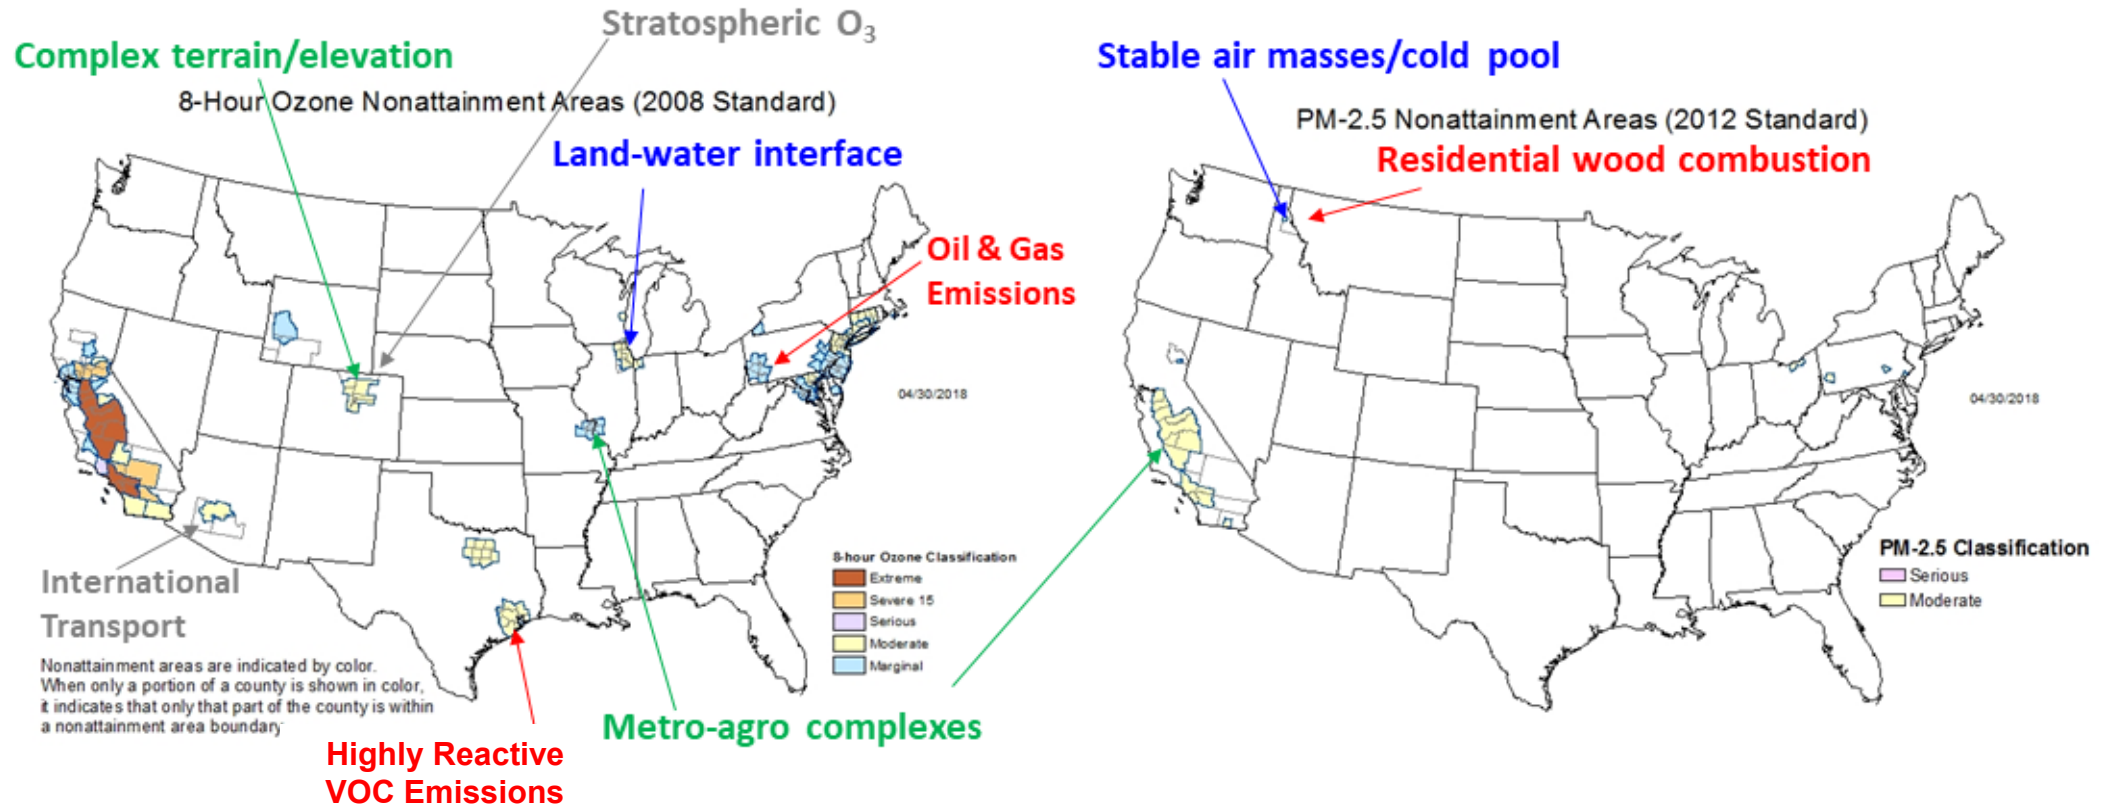 Stratospheric O3
Complex terrain/elevation
8-Hour Ozone Nonattainment Areas (2008 Standard)
Land-water interface
Oil & Gas
Emissions
04/30/2018
International
Transport
8-hour Ozone Classification
Extreme
Severe 15
Serious
Moderate
Marginal
Nonattainment areas are indicated by color.
When only a portion of a county is shown in color,
it indicates that only that part of the county is within
a nonattainment area boundary
Highly Reactive
VOC Emissions
Metro-agro complexes
Stable air masses/cold pool
PM-2.5 Nonattainment Areas (2012 Standard)
Residential wood combustion
04/30/2018
PM-2.5 Classification
Serious
Moderate